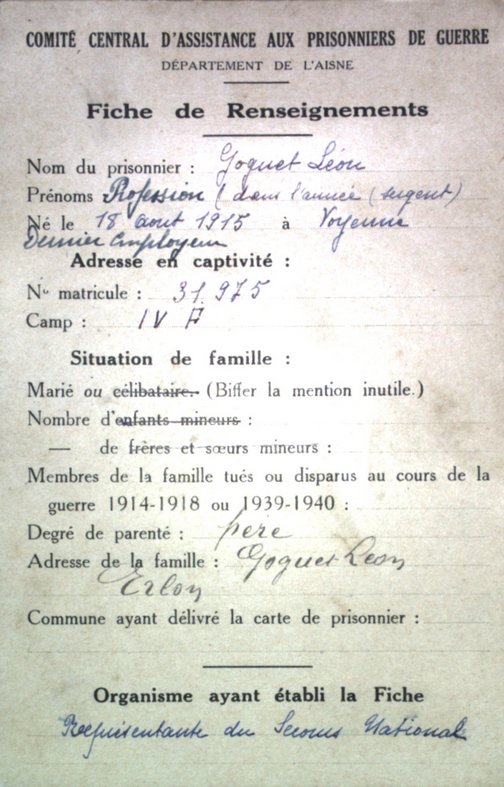 COMITÉ CENTRAL D'ASSISTANCE AUX PRISONNIERS DE GUERRE
DÉPARTEMENT DE L'AISNE
Fiche de Renseignements
Nom du prisonnier : Goguet Léon
Prénoms Profession (dans l'année (sergent)
Né le 18 aout 1915 à Voyenne
Dernier employeur
Adresse en captivité :
No matricule : 31.975
Camp : IV F
Situation de famille :
Marié ou célibataire. (Biffer la mention inutile.)
Nombre d'enfants mineurs :
— de frères et sœurs mineurs :
Membres de la famille tués ou disparus au cours de la
guerre 1914-1918 ou 1939-1940 :
Degré de parenté : père
Adresse de la famille : Goguet Leon
Erlon
Commune ayant délivré la carte de prisonnier :
Organisme ayant établi la Fiche
Représentante du Secours National